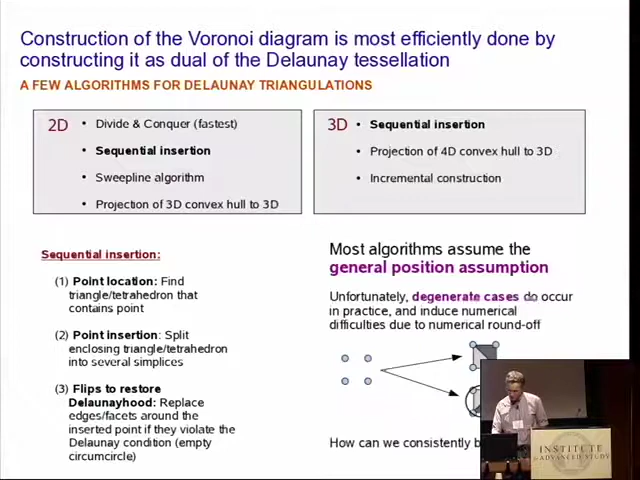 Construction of the Voronoi diagram is most efficiently done by
constructing it as dual of the Delaunay tessellation
A FEW ALGORITHMS FOR DELAUNAY TRIANGULATIONS
2D
• Divide & Conquer (fastest)
• Sequential insertion
• Sweepline algorithm
• Projection of 3D convex hull to 3D
3D
• Sequential insertion
• Projection of 4D convex hull to 3D
• Incremental construction
Sequential insertion:
(1) Point location: Find
triangle/tetrahedron that
contains point
(2) Point insertion: Split
enclosing triangle/tetrahedron
into several simplices
(3) Flips to restore
Delaunayhood: Replace
edges/facets around the
inserted point if they violate the
Delaunay condition (empty
circumcircle)
Most algorithms assume the
general position assumption
Unfortunately, degenerate cases do occur
in practice, and induce numerical
difficulties due to numerical round-off
How can we consistently
INSTITUTE
for ADVANCED STUDY